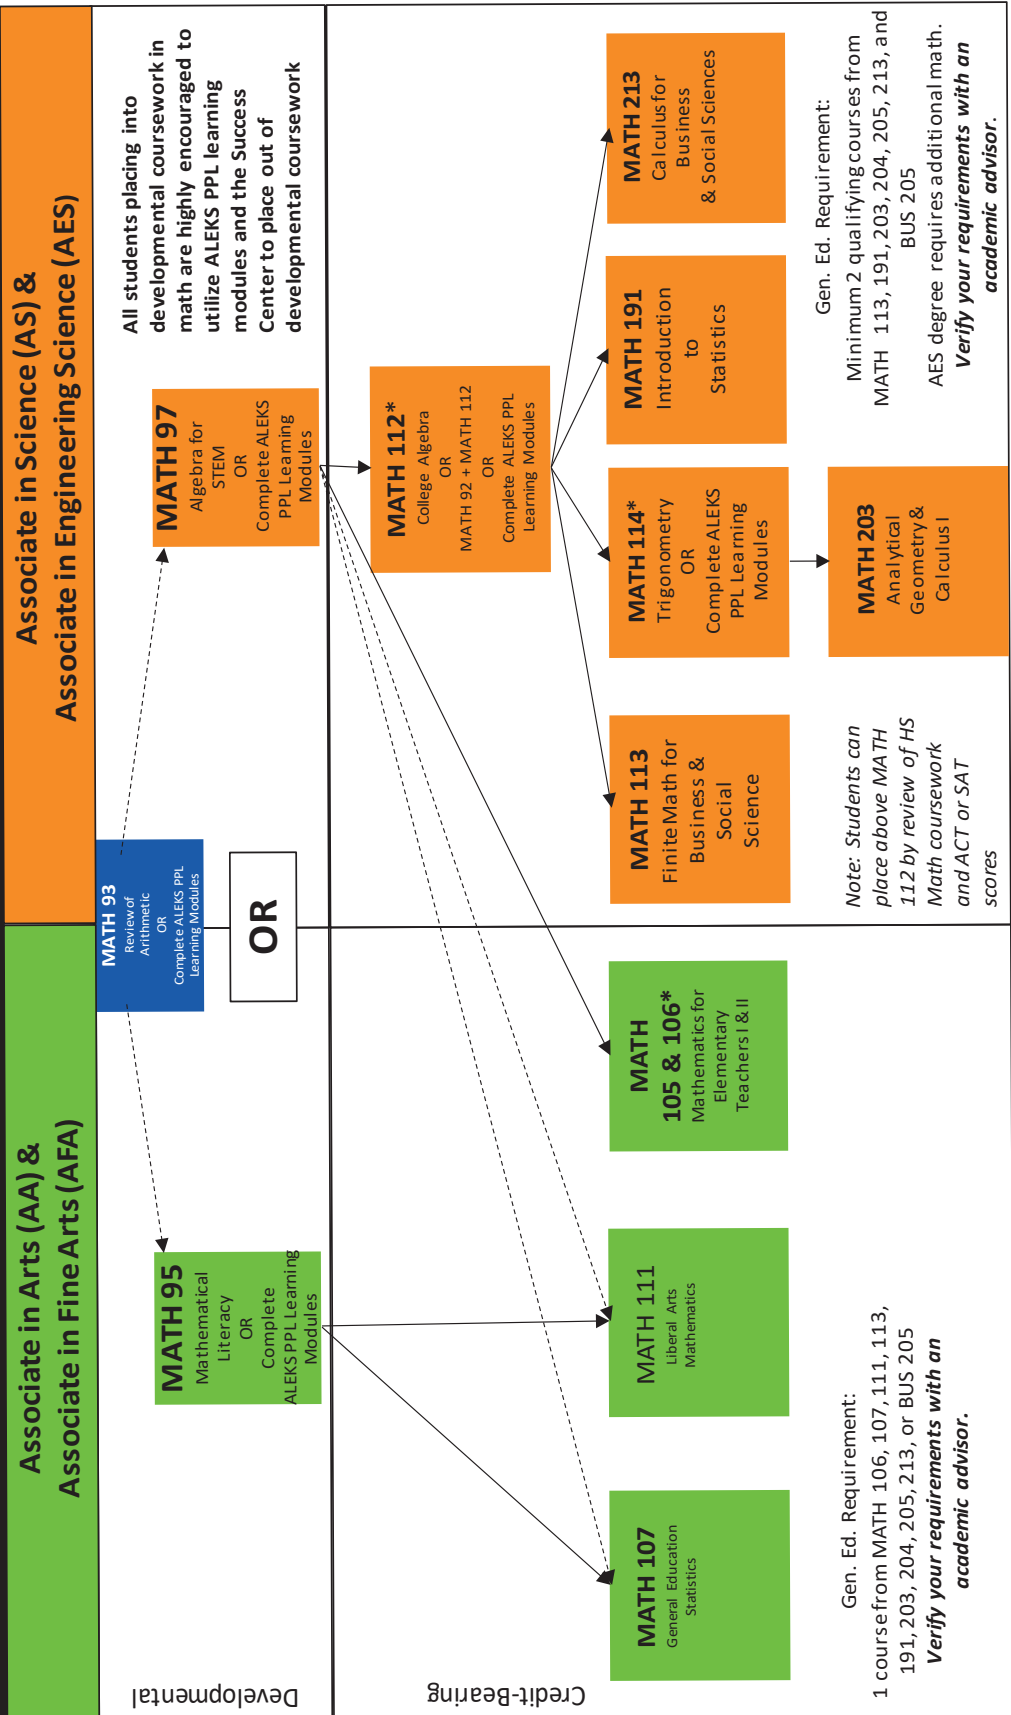 Associate in Arts (AA) &
Associate in Fine Arts (AFA)
Associate in Science (AS) &
Associate in Engineering Science (AES)
Developmental
MATH 93
Review of
Arithmetic
OR
Complete ALEKS PPL
Learning Modules
OR
MATH 95
Mathematical
Literacy
OR
Complete
ALEKS PPL Learning
Modules
MATH 97
Algebra for
STEM
OR
Complete ALEKS
PPL Learning
Modules
All students placing into
developmental coursework in
math are highly encouraged to
utilize ALEKS PPL learning
modules and the Success
Center to place out of
developmental coursework
Credit-Bearing
MATH 112*
College Algebra
OR
MATH 92 + MATH 112
OR
Complete ALEKS PPL
Learning Modules
MATH 107
General Education
Statistics
MATH 111
Liberal Arts
Mathematics
MATH
105 & 106*
Mathematics for
Elementary
Teachers I & II
MATH 113
Finite Math for
Business &
Social
Science
MATH 114*
Trigonometry
OR
Complete ALEKS
PPL Learning
Modules
MATH 191
Introduction
to
Statistics
MATH 213
Calculus for
Business
& Social Sciences
MATH 203
Analytical
Geometry &
Calculus I
Gen. Ed. Requirement:
1 course from MATH 106, 107, 111, 113,
191, 203, 204, 205, 213, or BUS 205
Verify your requirements with an
academic advisor.
Note: Students can
place above MATH
112 by review of HS
Math coursework
and ACT or SAT
scores
Gen. Ed. Requirement:
Minimum 2 qualifying courses from
MATH 113, 191, 203, 204, 205, 213, and
BUS 205
AES degree requires additional math.
Verify your requirements with an
academic advisor.